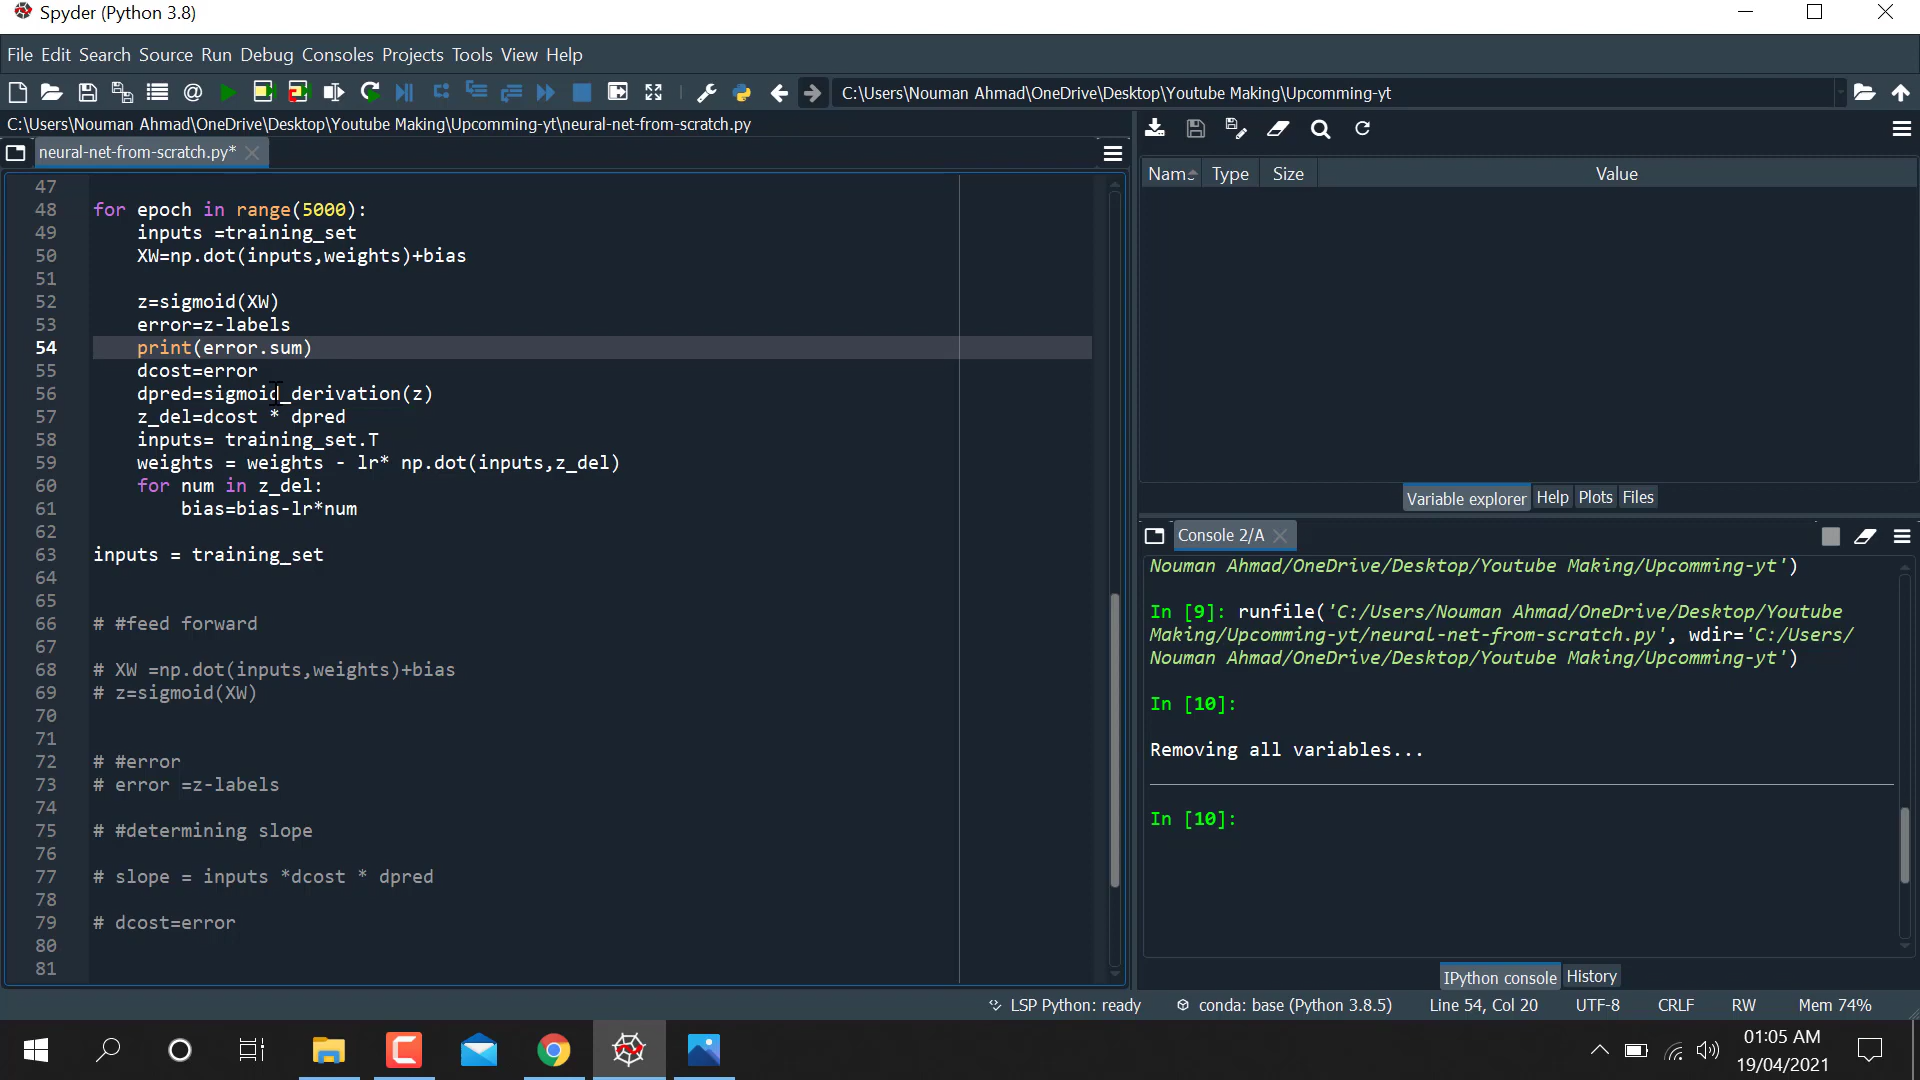 Spyder (Python 3.8)
File Edit Search Source Run Debug Consoles Projects Tools View Help
C:\Users\Nouman Ahmad\OneDrive\Desktop\Youtube Making\Upcomming-yt
C:\Users\Nouman Ahmad\OneDrive\Desktop\Youtube Making\Upcomming-yt\neural-net-from-scratch.py
neural-net-from-scratch.py*
47
48 for epoch in range(5000):
49 inputs =training_set
50 XW=np.dot(inputs,weights)+bias
51
52 z=sigmoid(XW)
53 error=z-labels
54 print(error.sum)
55 dcost=error
56 dpred=sigmoid_derivation(z)
57 z_del=dcost * dpred
58 inputs= training_set.T
59 weights = weights - lr* np.dot(inputs,z_del)
60 for num in z_del:
61 bias=bias-lr*num
62
63 inputs = training_set
64
65
66 # #feed forward
67
68 # XW =np.dot(inputs,weights)+bias
69 # z=sigmoid(XW)
70
71
72 # #error
73 # error =z-labels
74
75 # #determining slope
76
77 # slope = inputs *dcost * dpred
78
79 # dcost=error
80
81
Name Type Size Value
Variable explorer Help Plots Files
Console 2/A
Nouman Ahmad/OneDrive/Desktop/Youtube Making/Upcomming-yt')
In [9]: runfile('C:/Users/Nouman Ahmad/OneDrive/Desktop/Youtube
Making/Upcomming-yt/neural-net-from-scratch.py', wdir='C:/Users/
Nouman Ahmad/OneDrive/Desktop/Youtube Making/Upcomming-yt')
In [10]:
Removing all variables...
In [10]:
IPython console History
LSP Python: ready conda: base (Python 3.8.5) Line 54, Col 20 UTF-8 CRLF RW Mem 74%
01:05 AM
19/04/2021